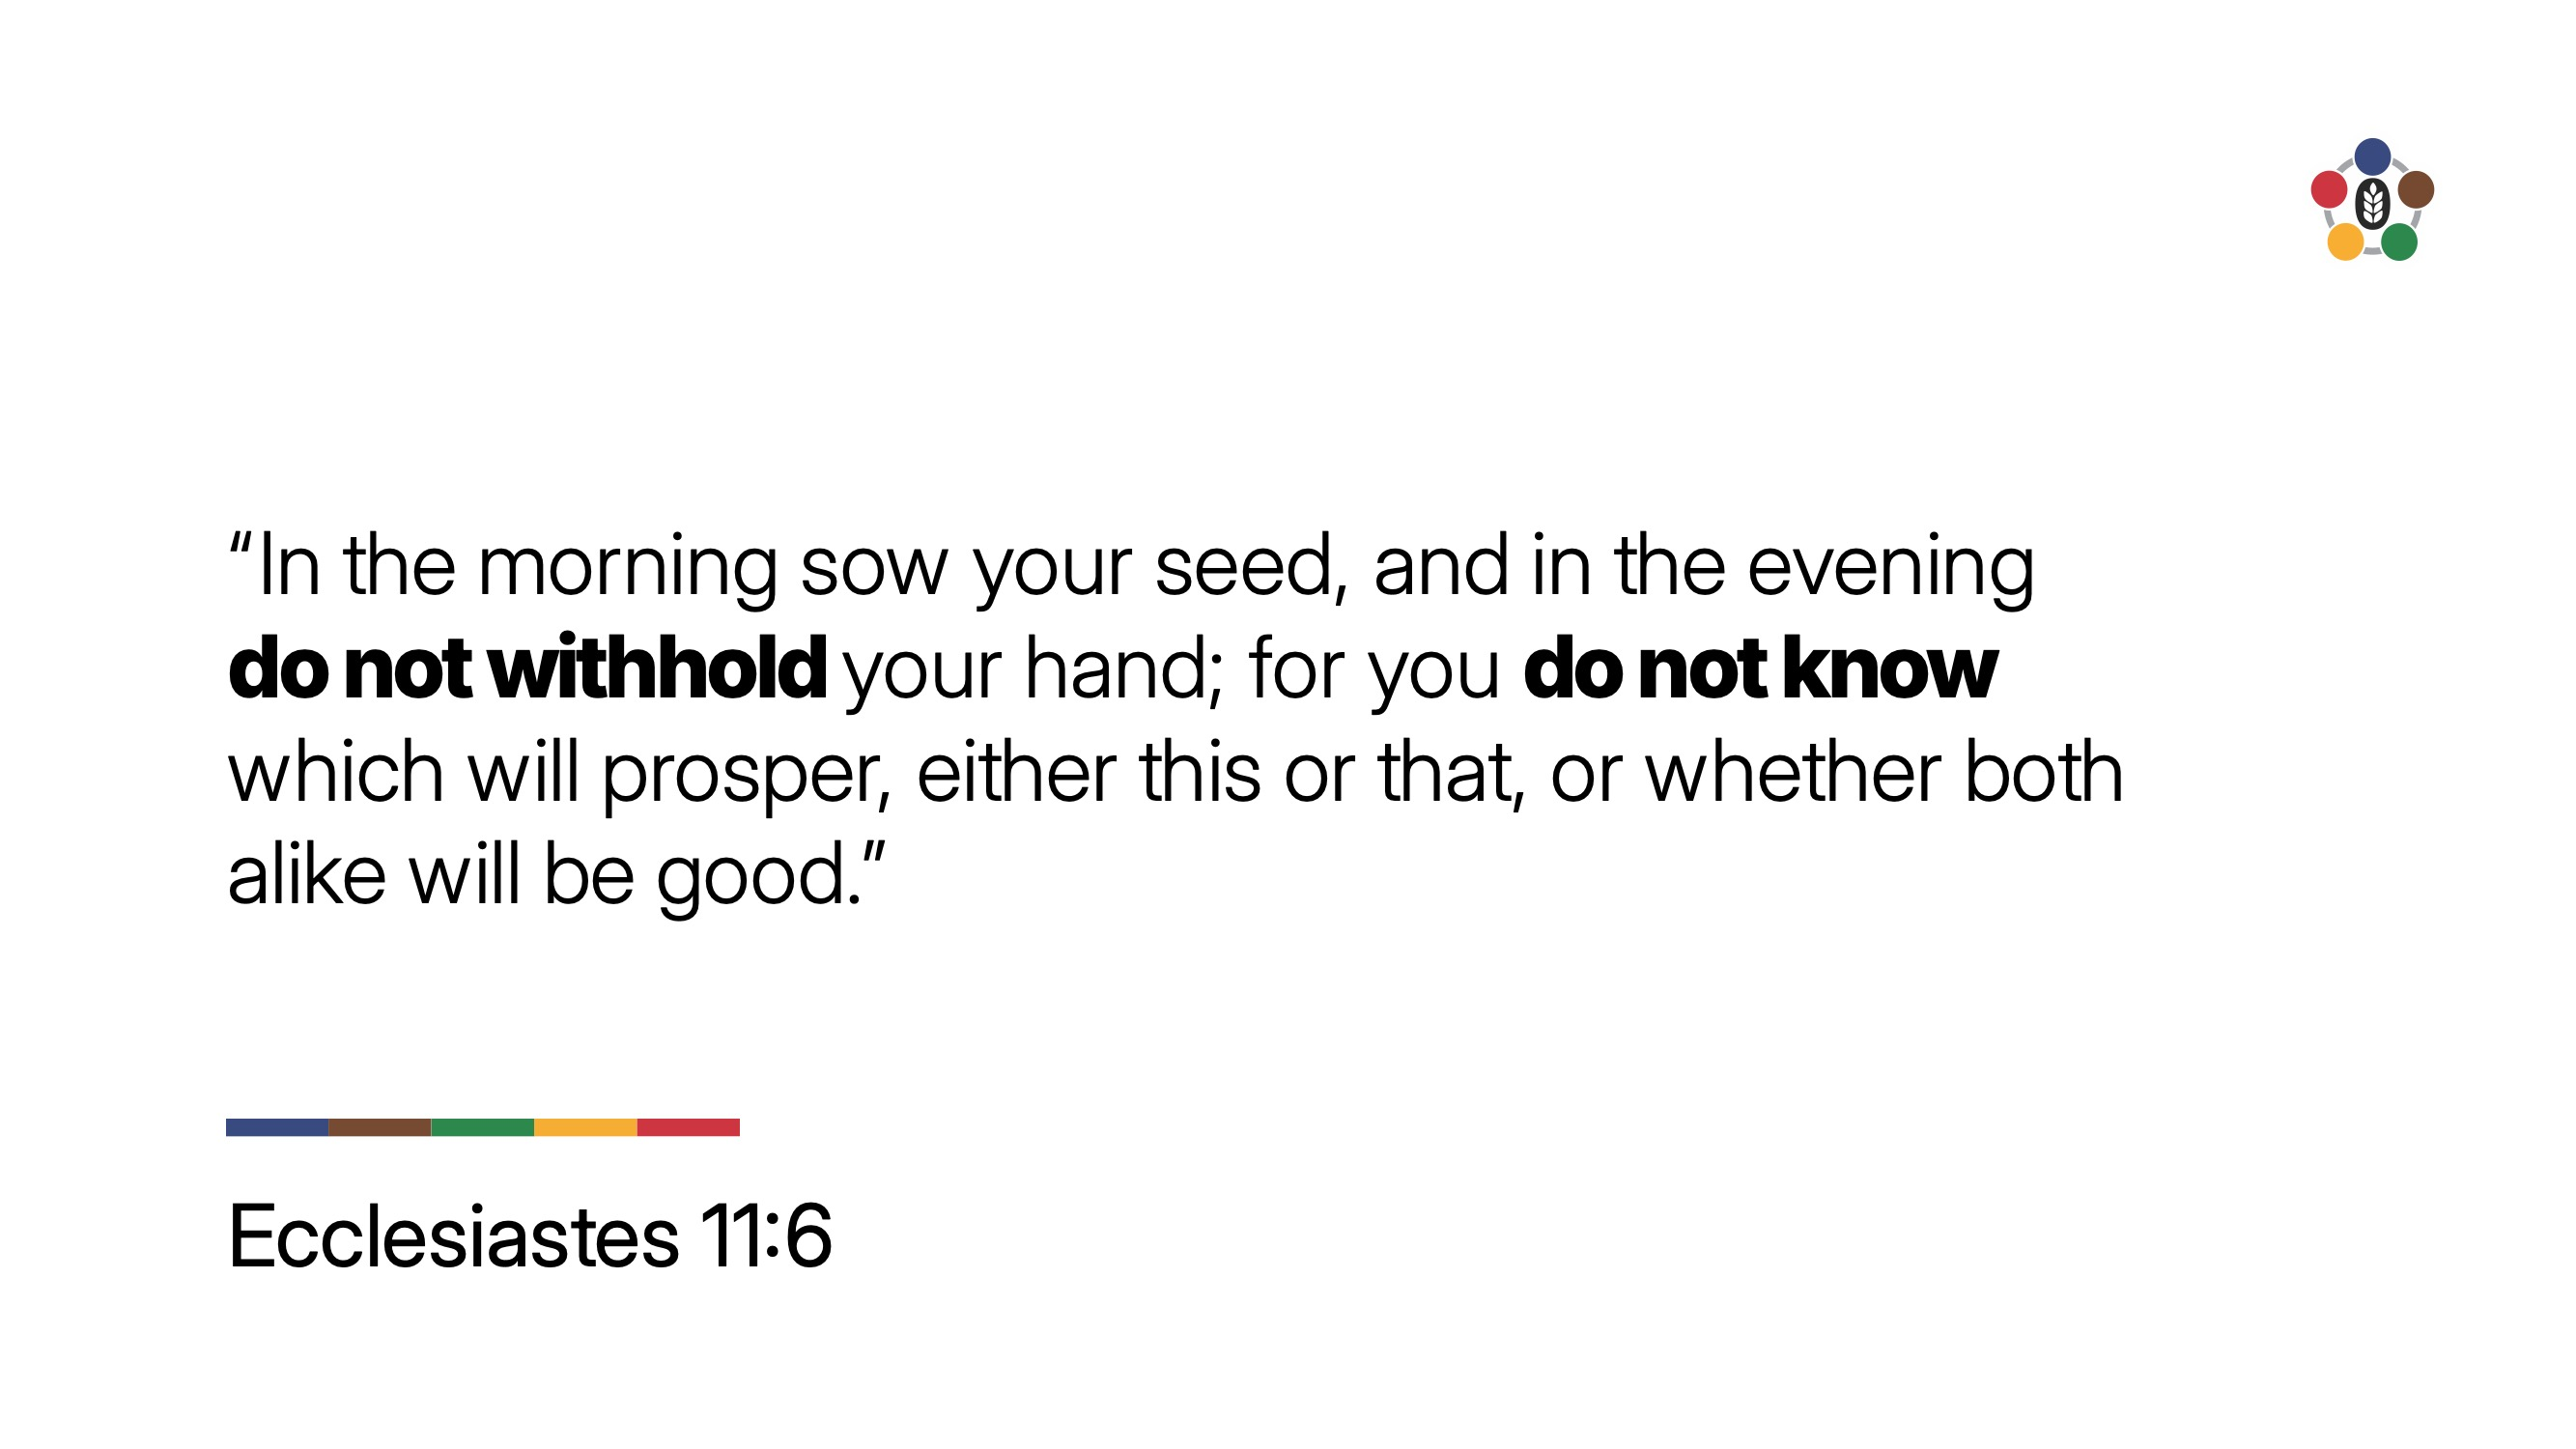 “In the morning sow your seed, and in the evening
do not withhold your hand; for you do not know
which will prosper, either this or that, or whether both
alike will be good.”
Ecclesiastes 11:6